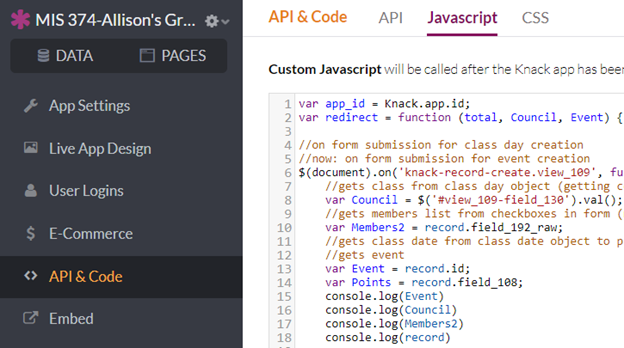 MIS 374-Allison's Gr...
DATA PAGES
App Settings
Live App Design
User Logins
E-Commerce
API & Code
Embed
API & Code API Javascript CSS
Custom Javascript will be called after the Knack app has been
1 var app_id = Knack.app.id;
2 var redirect = function (total, Council, Event) {
3
4 //on form submission for class day creation
5 //now: on form submission for event creation
6 $(document).on('knack-record-create.view_109', fu
7 //gets class from class day object (getting c
8 var Council = $('#view_109-field_130').val();
9 //gets members list from checkboxes in form (
10 var Members2 = record.field_192_raw;
11 //gets class date from class date object to p
12 //gets event
13 var Event = record.id;
14 var Points = record.field_108;
15 console.log(Event)
16 console.log(Council)
17 console.log(Members2)
18 console.log(record)